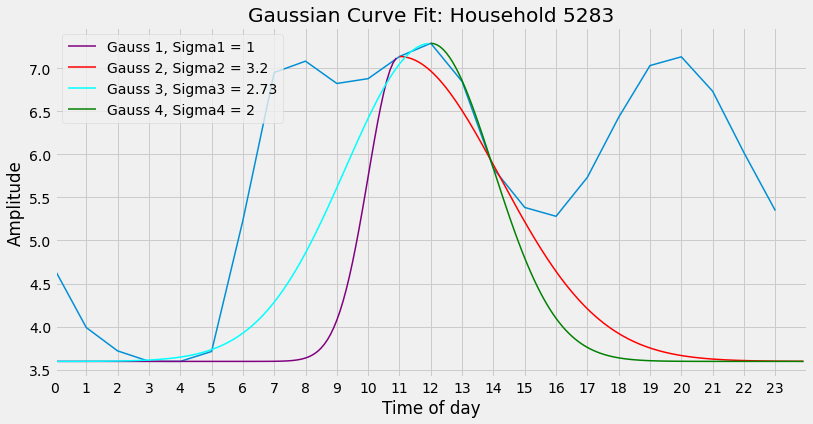 Gaussian Curve Fit: Household 5283
Gauss 1, Sigma1 = 1
Gauss 2, Sigma2 = 3.2
Gauss 3, Sigma3 = 2.73
Gauss 4, Sigma4 = 2
7.0
6.5
6.0
5.5
5.0
4.5
4.0
3.5
Amplitude
0 1 2 3 4 5 6 7 8 9 10 11 12 13 14 15 16 17 18 19 20 21 22 23
Time of day